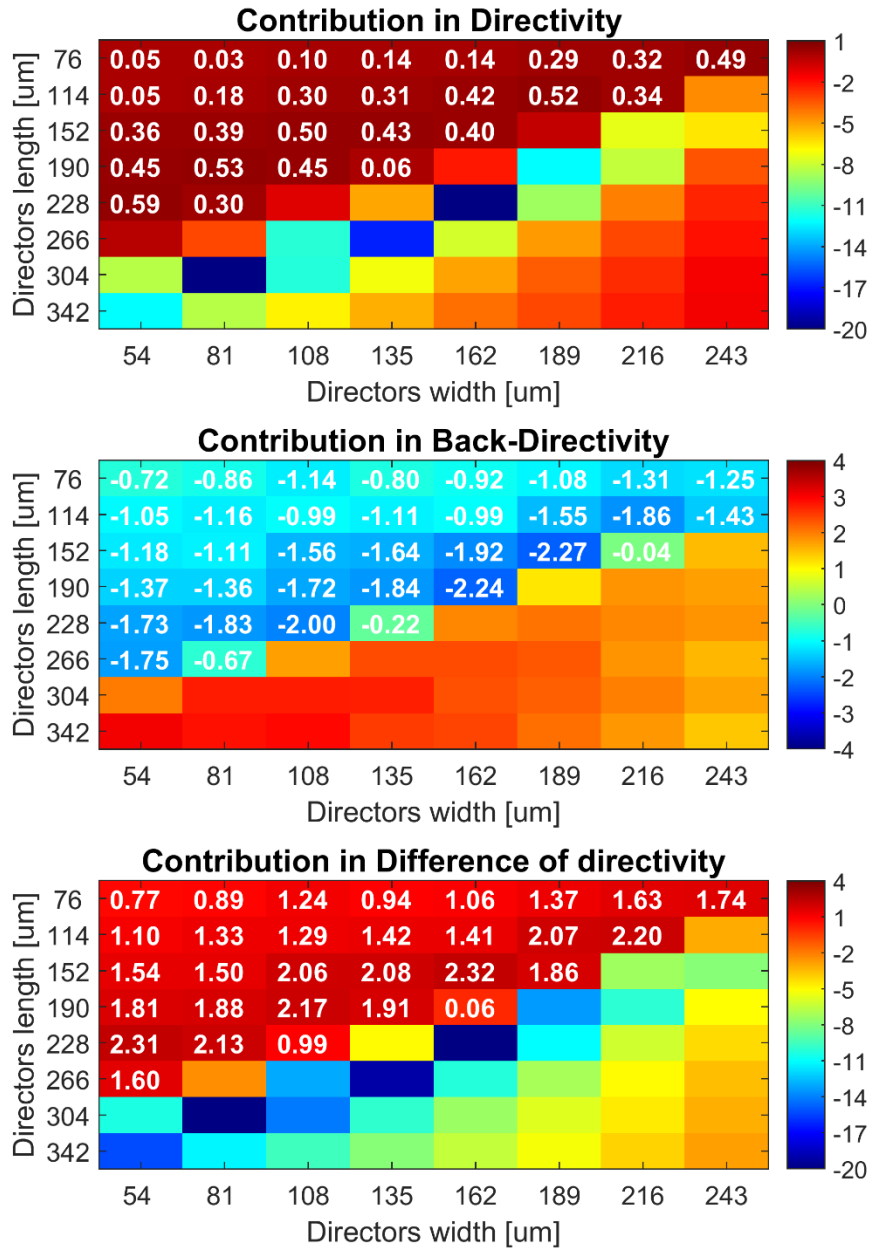 Contribution in Directivity
Directors length [um]
76 0.05 0.03 0.10 0.14 0.14 0.29 0.32 0.49
114 0.05 0.18 0.30 0.31 0.42 0.52 0.34
152 0.36 0.39 0.50 0.43 0.40
190 0.45 0.53 0.45 0.06
228 0.59 0.30
266
304
342
54 81 108 135 162 189 216 243
Directors width [um]
1
-2
-5
-8
-11
-14
-17
-20
Contribution in Back-Directivity
Directors length [um]
76 -0.72 -0.86 -1.14 -0.80 -0.92 -1.08 -1.31 -1.25
114 -1.05 -1.16 -0.99 -1.11 -0.99 -1.55 -1.86 -1.43
152 -1.18 -1.11 -1.56 -1.64 -1.92 -2.27 -0.04
190 -1.37 -1.36 -1.72 -1.84 -2.24
228 -1.73 -1.83 -2.00 -0.22
266 -1.75 -0.67
304
342
54 81 108 135 162 189 216 243
Directors width [um]
4
3
2
1
0
-1
-2
-3
-4
Contribution in Difference of directivity
Directors length [um]
76 0.77 0.89 1.24 0.94 1.06 1.37 1.63 1.74
114 1.10 1.33 1.29 1.42 1.41 2.07 2.20
152 1.54 1.50 2.06 2.08 2.32 1.86
190 1.81 1.88 2.17 1.91 0.06
228 2.31 2.13 0.99
266 1.60
304
342
54 81 108 135 162 189 216 243
Directors width [um]
4
1
-2
-5
-8
-11
-14
-17
-20